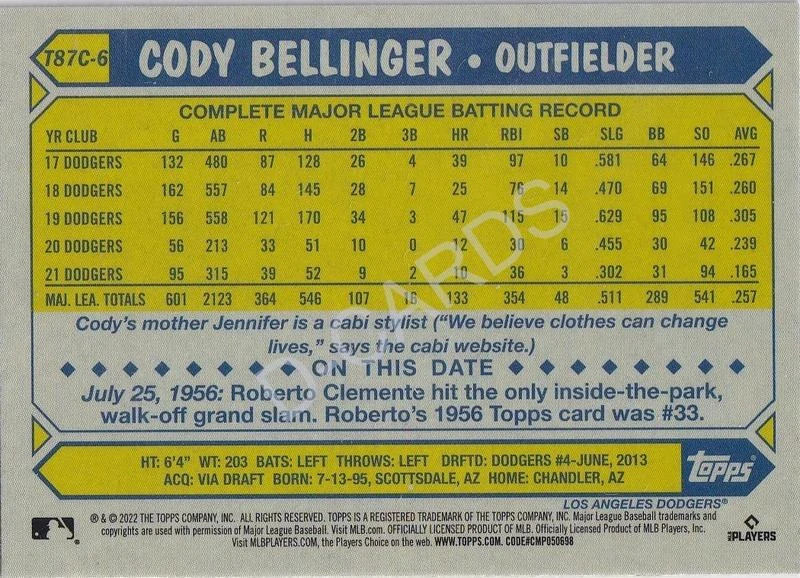 T87C-6 CODY BELLINGER • OUTFIELDER
COMPLETE MAJOR LEAGUE BATTING RECORD
YR CLUB G AB R H 2B 3B HR RBI SB SLG BB SO AVG
17 DODGERS 132 480 87 128 26 4 39 97 10 .581 64 146 .267
18 DODGERS 162 557 84 145 28 7 25 76 14 .470 69 151 .260
19 DODGERS 156 558 121 170 34 3 47 115 15 .629 95 108 .305
20 DODGERS 56 213 33 51 10 0 12 30 6 .455 30 42 .239
21 DODGERS 95 315 39 52 9 2 10 36 3 .302 31 94 .165
MAJ. LEA. TOTALS 601 2123 364 546 107 16 133 354 48 .511 289 541 .257
Cody's mother Jennifer is a cabi stylist ("We believe clothes can change
lives," says the cabi website.)
ON THIS DATE
July 25, 1956: Roberto Clemente hit the only inside-the-park,
walk-off grand slam. Roberto's 1956 Topps card was #33.
HT: 6'4" WT: 203 BATS: LEFT THROWS: LEFT DRFTD: DODGERS #4-JUNE, 2013
ACQ: VIA DRAFT BORN: 7-13-95, SCOTTSDALE, AZ HOME: CHANDLER, AZ
Topps
LOS ANGELES DODGERS®
® & © 2022 THE TOPPS COMPANY, INC. ALL RIGHTS RESERVED. TOPPS IS A REGISTERED TRADEMARK OF THE TOPPS COMPANY, INC. Major League Baseball trademarks and
copyrights are used with permission of Major League Baseball. Visit MLB.com. OFFICIALLY LICENSED PRODUCT OF MLB. Officially Licensed Product of MLB Players, Inc.
Visit MLBPLAYERS.com, the Players Choice on the web. WWW.TOPPS.COM. CODE#CMP050698
MLB PLAYERS
D CARDS